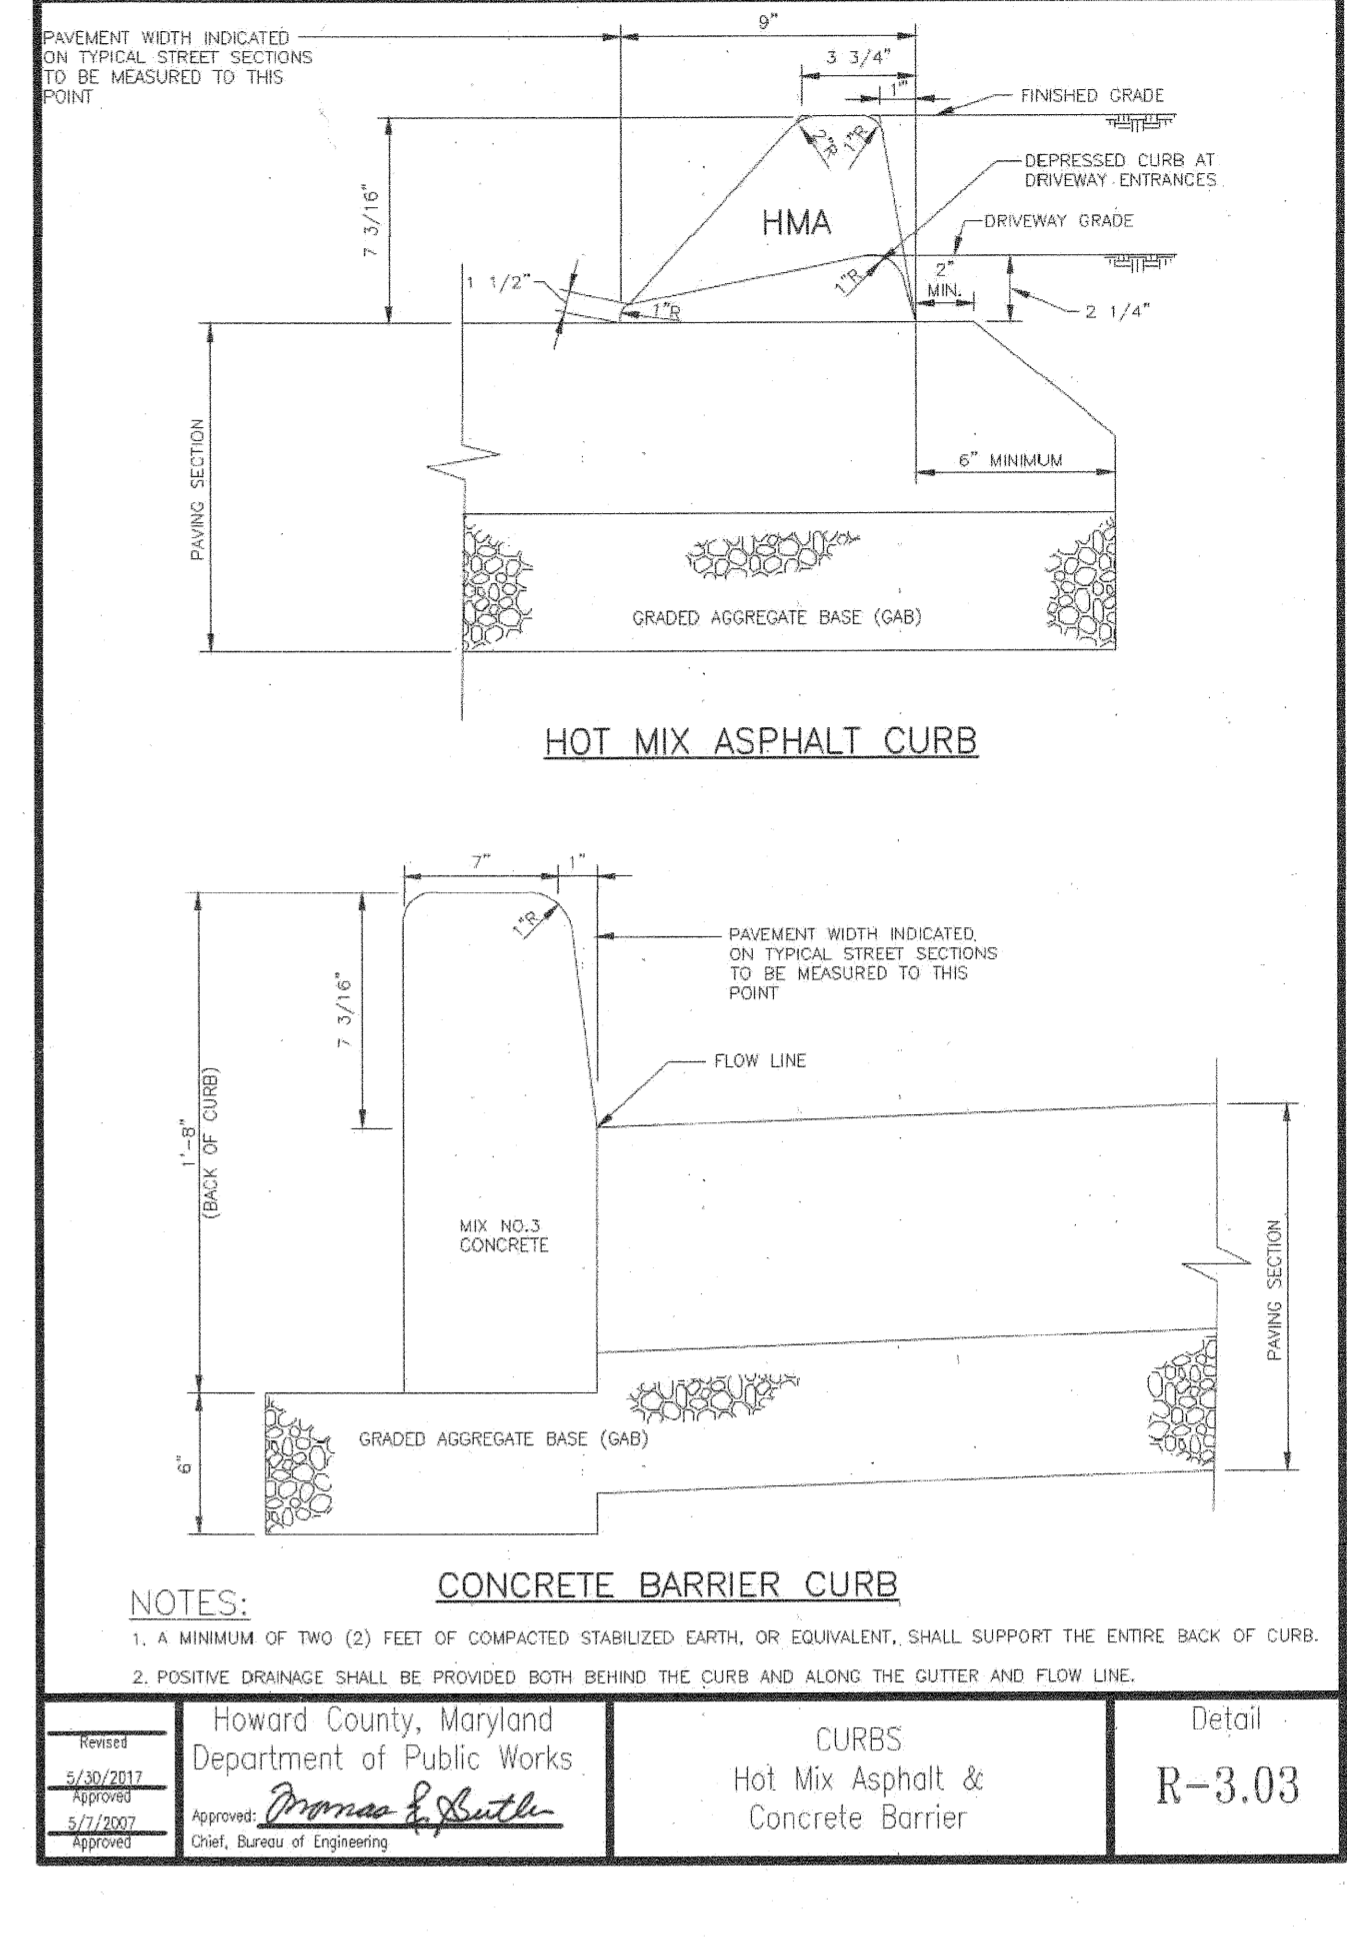 9"
PAVEMENT WIDTH INDICATED
ON TYPICAL STREET SECTIONS
TO BE MEASURED TO THIS
POINT
3 3/4"
1"
FINISHED GRADE
2"R
1"R
DEPRESSED CURB AT
DRIVEWAY ENTRANCES
7 3/16"
HMA
DRIVEWAY GRADE
1 1/2"
1"R
1"R
2"
MIN.
2 1/4"
PAVING SECTION
6" MINIMUM
GRADED AGGREGATE BASE (GAB)
HOT MIX ASPHALT CURB
7"
1"
1"R
PAVEMENT WIDTH INDICATED
ON TYPICAL STREET SECTIONS
TO BE MEASURED TO THIS
POINT
7 3/16"
FLOW LINE
1'-8"
(BACK OF CURB)
MIX NO.3
CONCRETE
PAVING SECTION
GRADED AGGREGATE BASE (GAB)
6"
CONCRETE BARRIER CURB
NOTES:
1. A MINIMUM OF TWO (2) FEET OF COMPACTED STABILIZED EARTH, OR EQUIVALENT, SHALL SUPPORT THE ENTIRE BACK OF CURB.
2. POSITIVE DRAINAGE SHALL BE PROVIDED BOTH BEHIND THE CURB AND ALONG THE GUTTER AND FLOW LINE.
Revised
5/30/2017
Approved
5/7/2007
Approved
Howard County, Maryland
Department of Public Works
Approved: Thomas E. Butler
Chief, Bureau of Engineering
CURBS
Hot Mix Asphalt &
Concrete Barrier
Detail
R-3.03